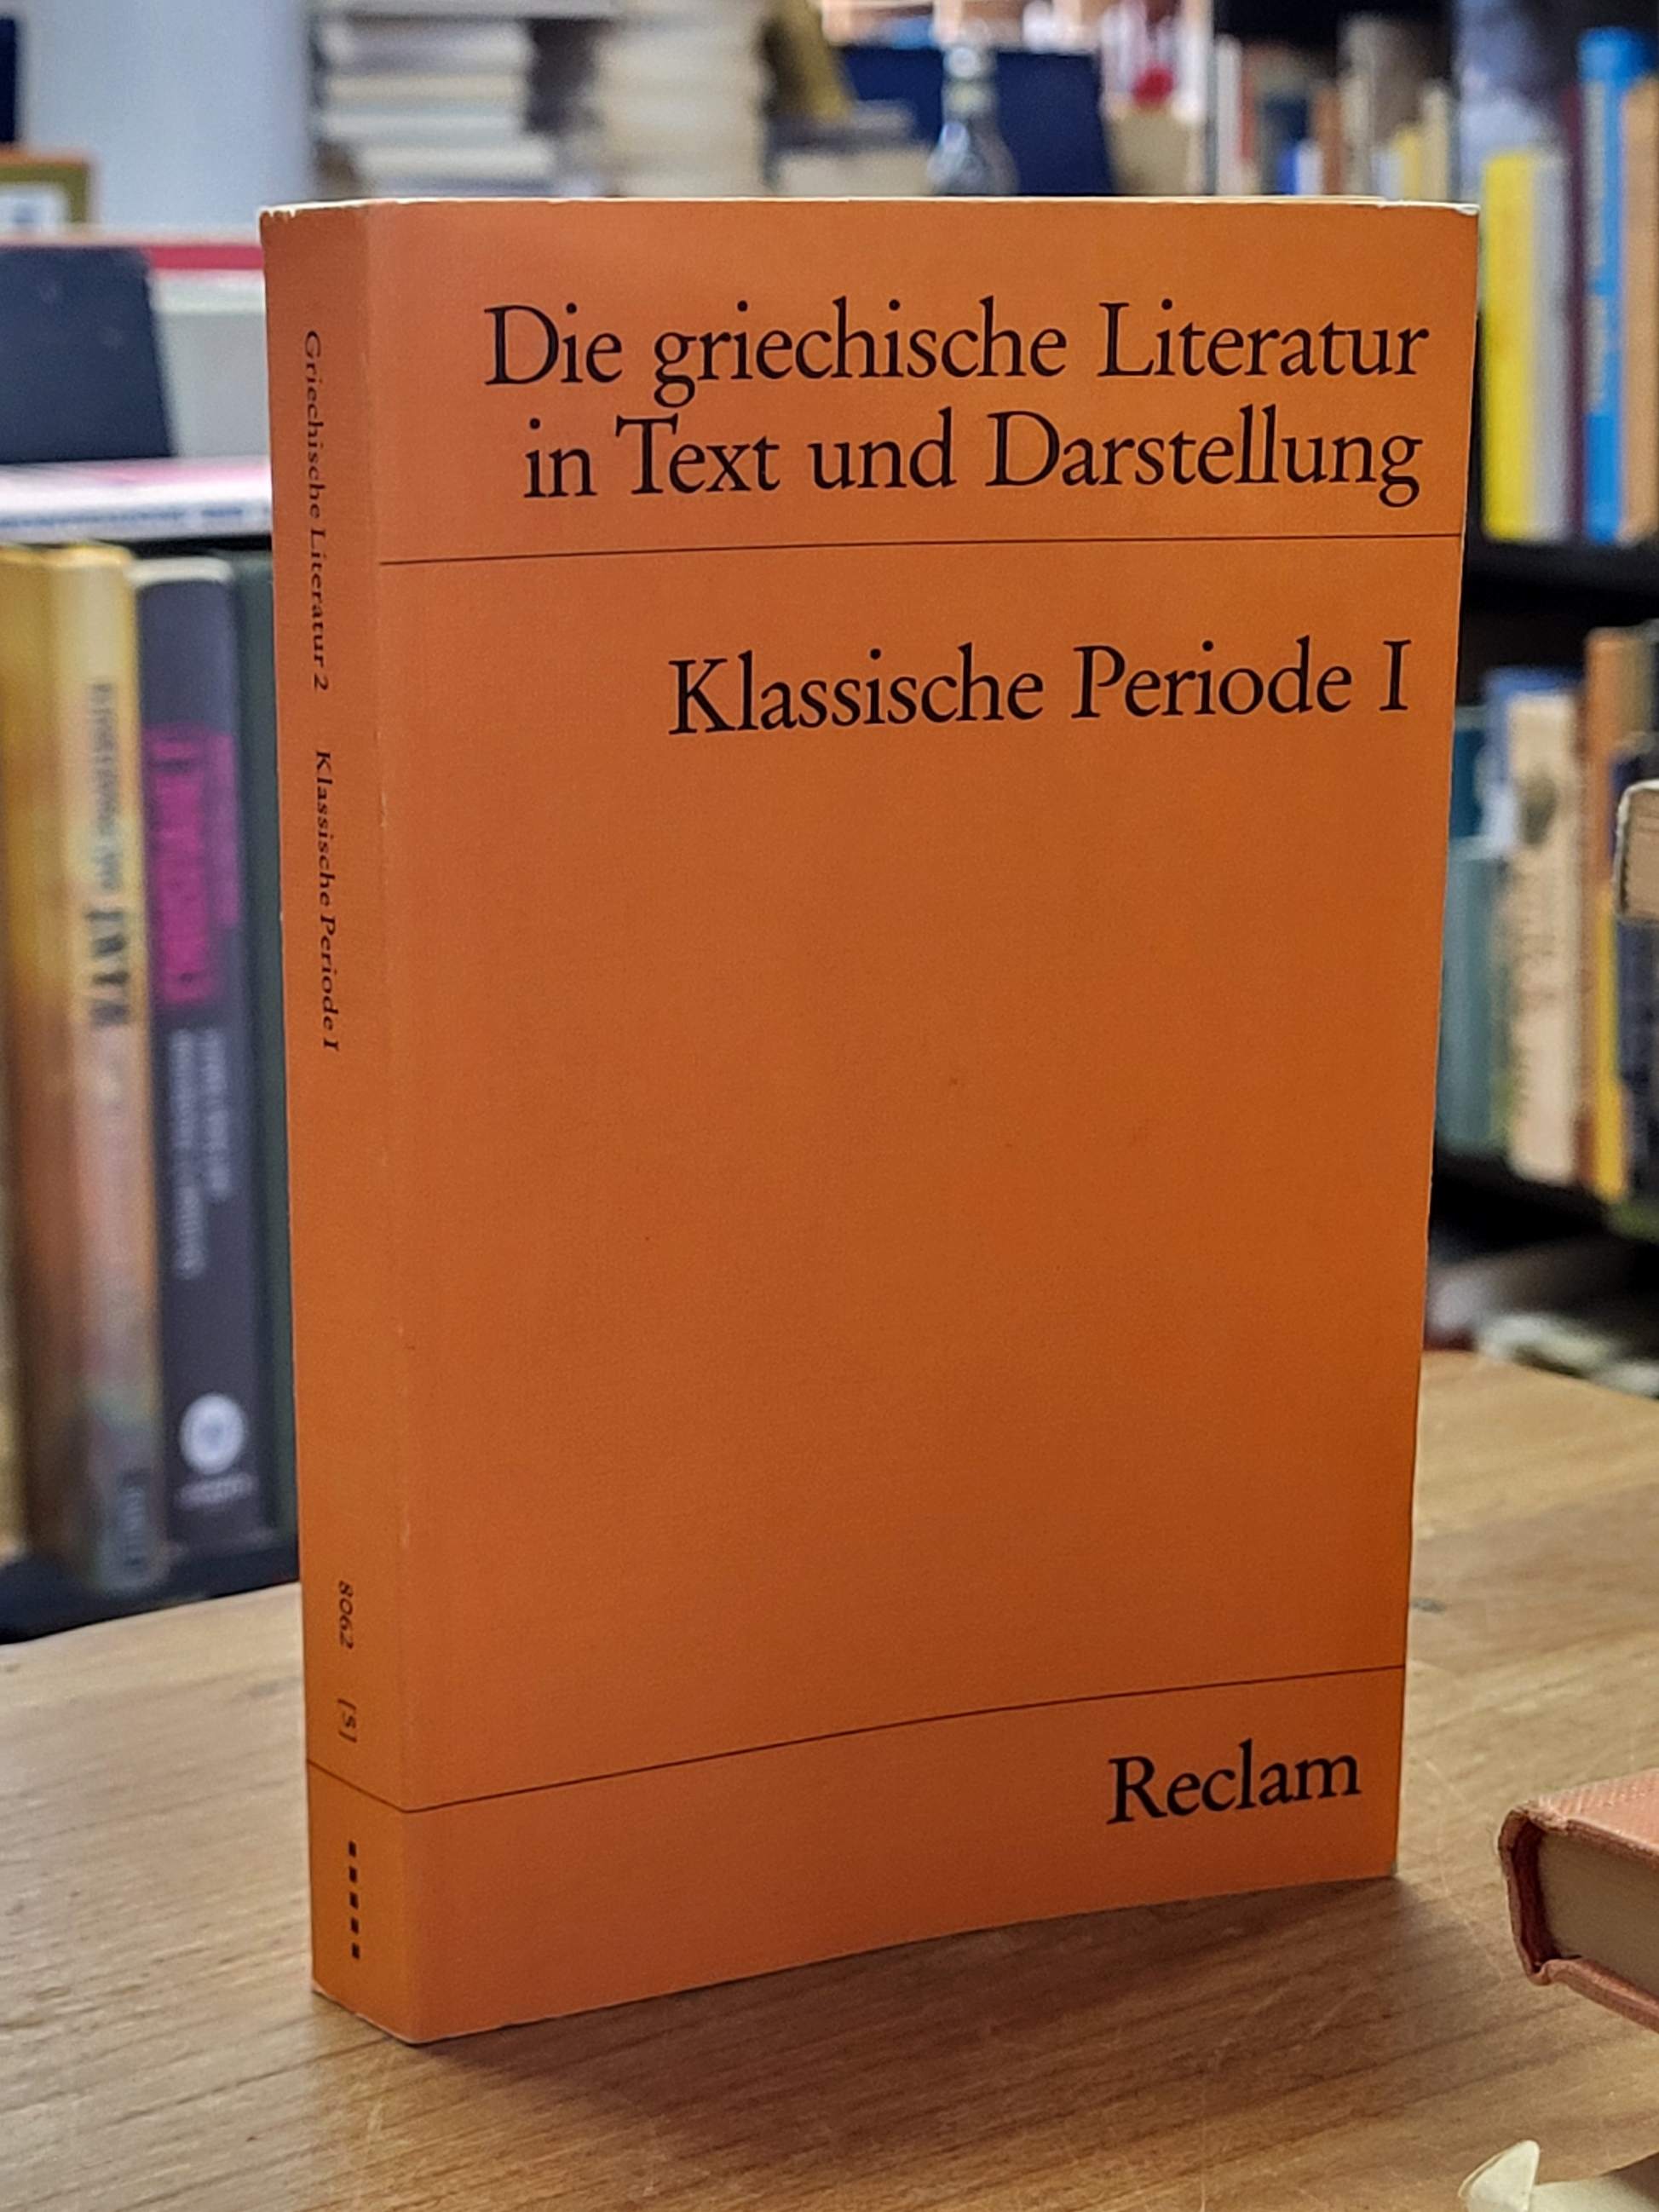 Die griechische Literatur
in Text und Darstellung
Klassische Periode I
Reclam
Griechische Literatur 2 Klassische Periode I
8062 [5]